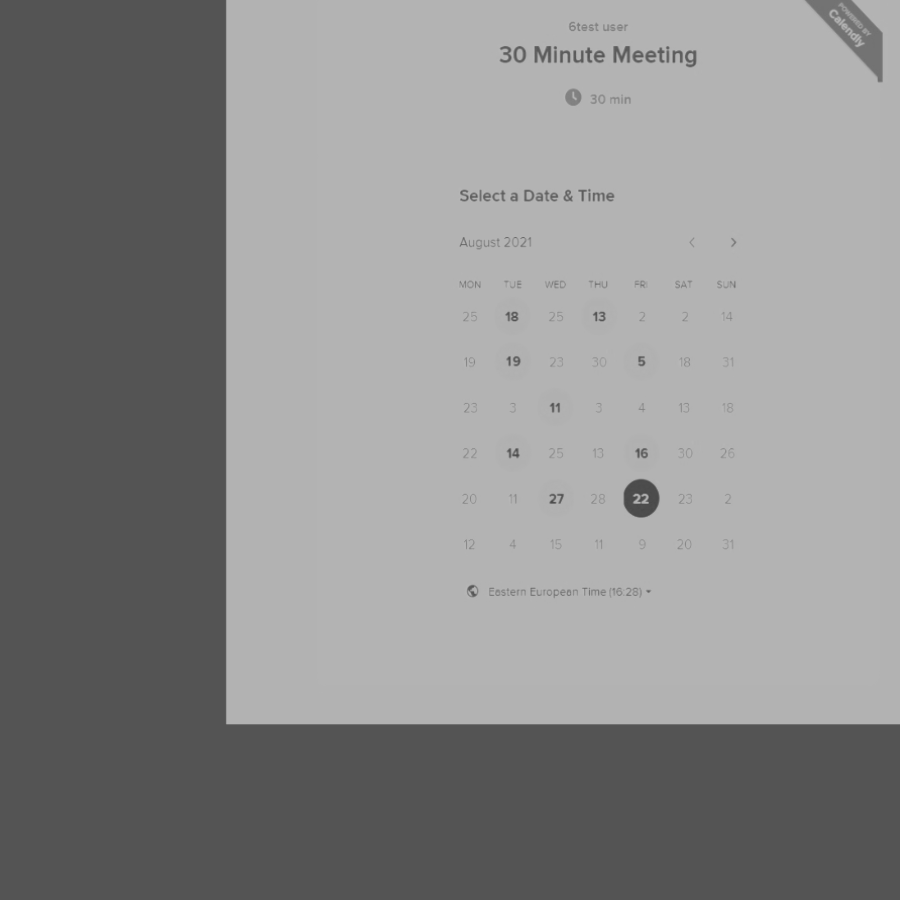 6test user
POWERED BY
Calendly
30 Minute Meeting
30 min
Select a Date & Time
August 2021
MON TUE WED THU FRI SAT SUN
25 18 25 13 2 2 14
19 19 23 30 5 18 31
23 3 11 3 4 13 18
22 14 25 13 16 30 26
20 11 27 28 22 23 2
12 4 15 11 9 20 31
Eastern European Time (16:28)